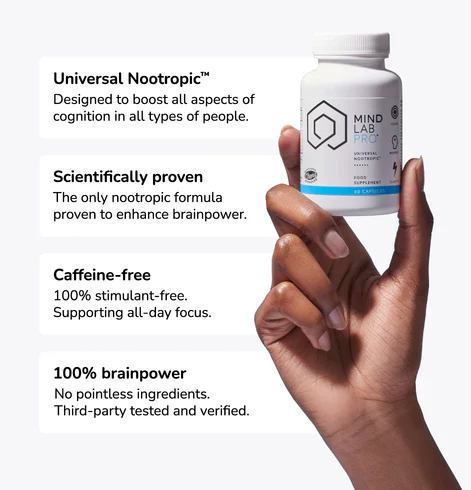 Universal Nootropic™
Designed to boost all aspects of
cognition in all types of people.
Scientifically proven
The only nootropic formula
proven to enhance brainpower.
Caffeine-free
100% stimulant-free.
Supporting all-day focus.
100% brainpower
No pointless ingredients.
Third-party tested and verified.
MIND
LAB
PRO®
UNIVERSAL
NOOTROPIC™
FOOD
SUPPLEMENT
60 CAPSULES